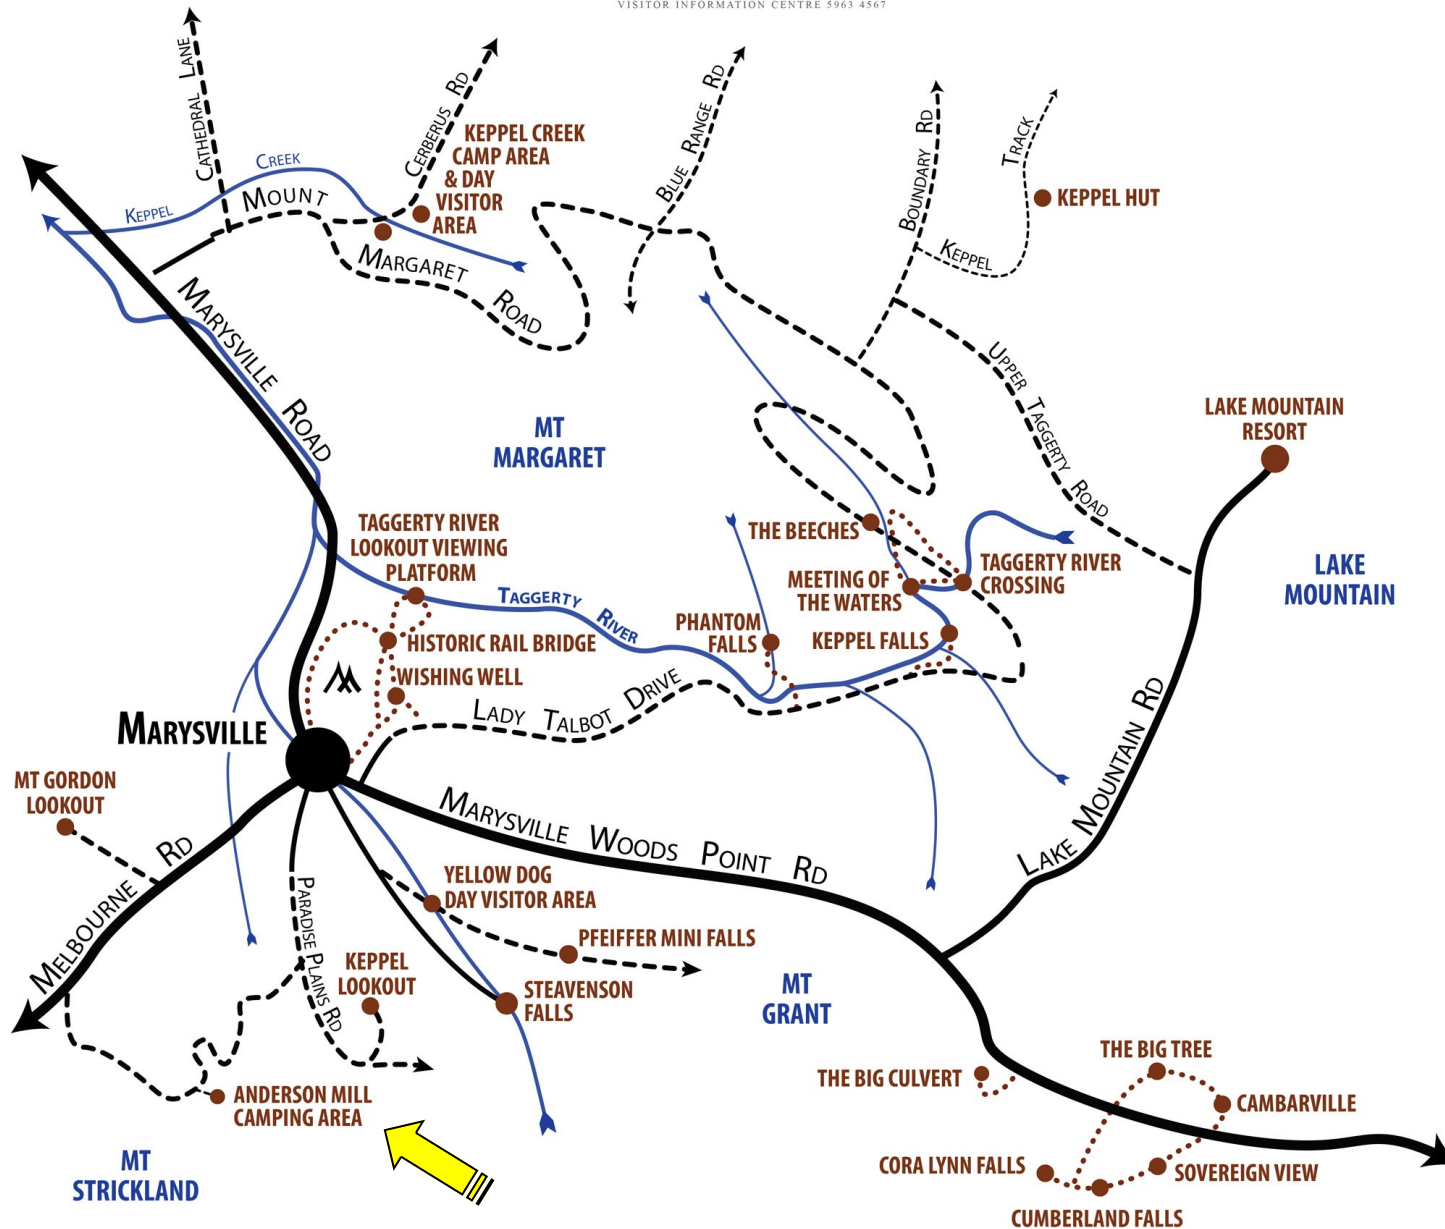 VISITOR INFORMATION CENTRE 5963 4567
CATHEDRAL LANE
CERBERUS RD
BLUE RANGE RD
BOUNDARY RD
KEPPEL
TRACK
KEPPEL HUT
KEPPEL CREEK
CAMP AREA
& DAY
VISITOR
AREA
KEPPEL
CREEK
MOUNT
MARGARET
ROAD
MARYSVILLE
ROAD
UPPER TAGGERTY ROAD
LAKE MOUNTAIN
RESORT
MT
MARGARET
TAGGERTY RIVER
LOOKOUT VIEWING
PLATFORM
THE BEECHES
MEETING OF
THE WATERS
TAGGERTY RIVER
CROSSING
LAKE
MOUNTAIN
TAGGERTY
RIVER
PHANTOM
FALLS
KEPPEL FALLS
HISTORIC RAIL BRIDGE
WISHING WELL
LADY TALBOT DRIVE
MARYSVILLE
MT GORDON
LOOKOUT
MELBOURNE RD
MARYSVILLE WOODS POINT RD
LAKE MOUNTAIN RD
PARADISE PLAINS RD
YELLOW DOG
DAY VISITOR AREA
PFEIFFER MINI FALLS
KEPPEL
LOOKOUT
STEAVENSON
FALLS
MT
GRANT
ANDERSON MILL
CAMPING AREA
THE BIG CULVERT
THE BIG TREE
CAMBARVILLE
CORA LYNN FALLS
SOVEREIGN VIEW
CUMBERLAND FALLS
MT
STRICKLAND